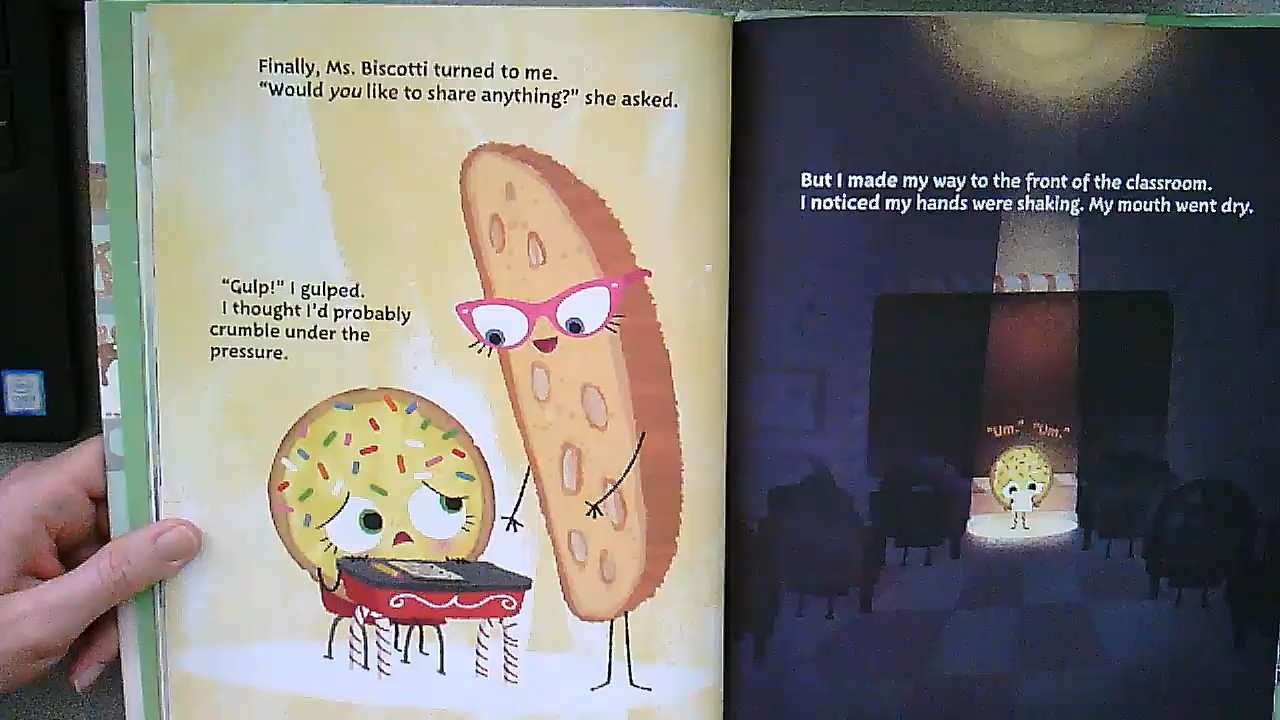 Finally, Ms. Biscotti turned to me.
“Would you like to share anything?” she asked.
“Gulp!” I gulped.
I thought I’d probably
crumble under the
pressure.
But I made my way to the front of the classroom.
I noticed my hands were shaking. My mouth went dry.
“Um.” “Um.”